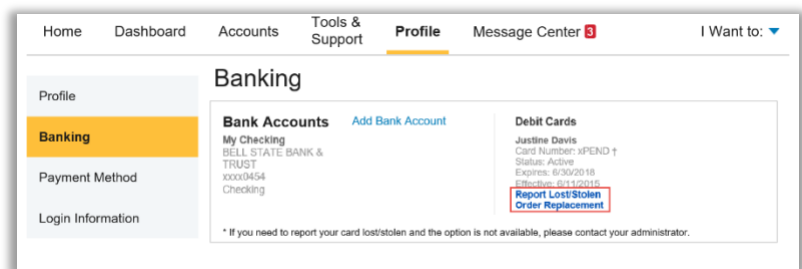 Home Dashboard Accounts Tools & Support Profile Message Center 3 I Want to:
Banking
Profile
Banking
Payment Method
Login Information
Bank Accounts Add Bank Account
My Checking
BELL STATE BANK &
TRUST
xxxx0454
Checking
Debit Cards
Justine Davis
Card Number: xPEND †
Status: Active
Expires: 6/30/2018
Effective: 6/11/2015
Report Lost/Stolen
Order Replacement
* If you need to report your card lost/stolen and the option is not available, please contact your administrator.